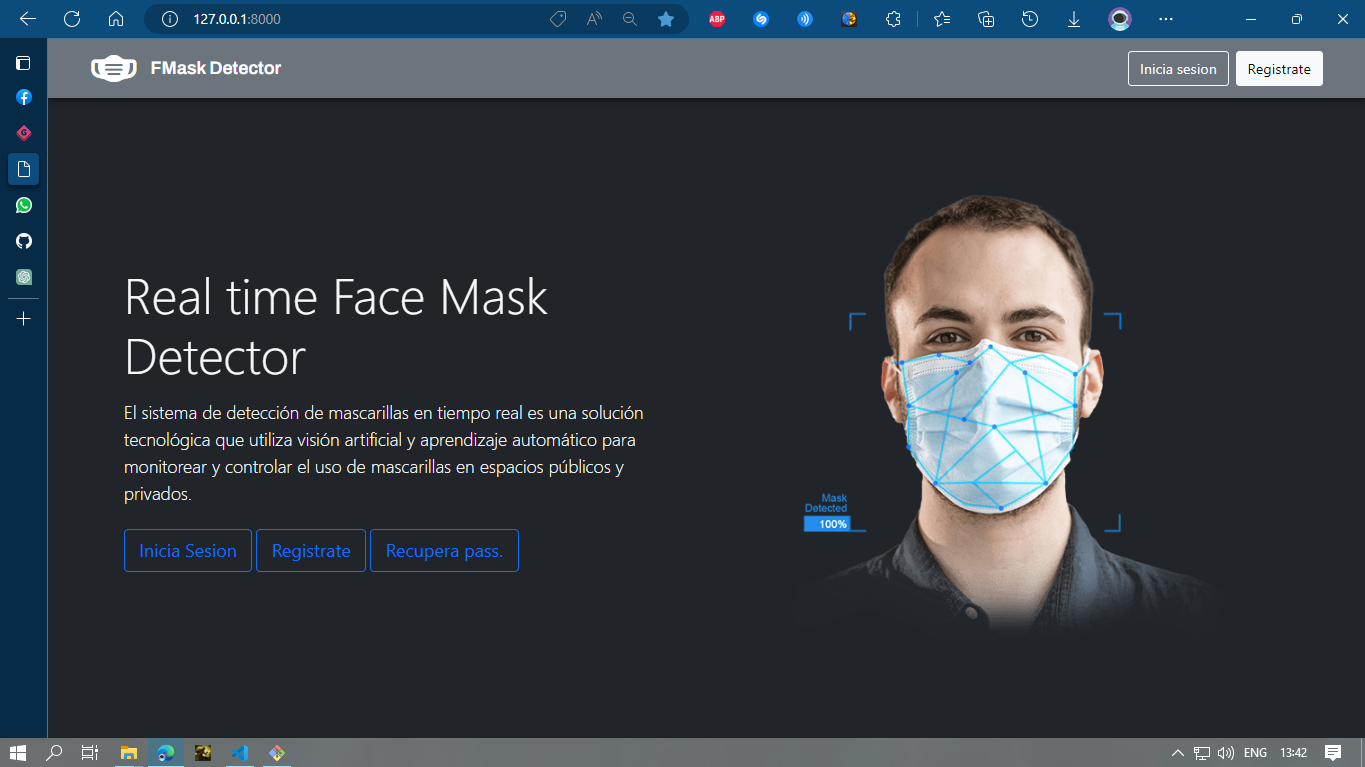 127.0.0.1:8000
ABP
FMask Detector
Inicia sesion
Registrate
Real time Face Mask
Detector
El sistema de detección de mascarillas en tiempo real es una solución
tecnológica que utiliza visión artificial y aprendizaje automático para
monitorear y controlar el uso de mascarillas en espacios públicos y
privados.
Inicia Sesion
Registrate
Recupera pass.
Mask
Detected
100%
ENG
13:42